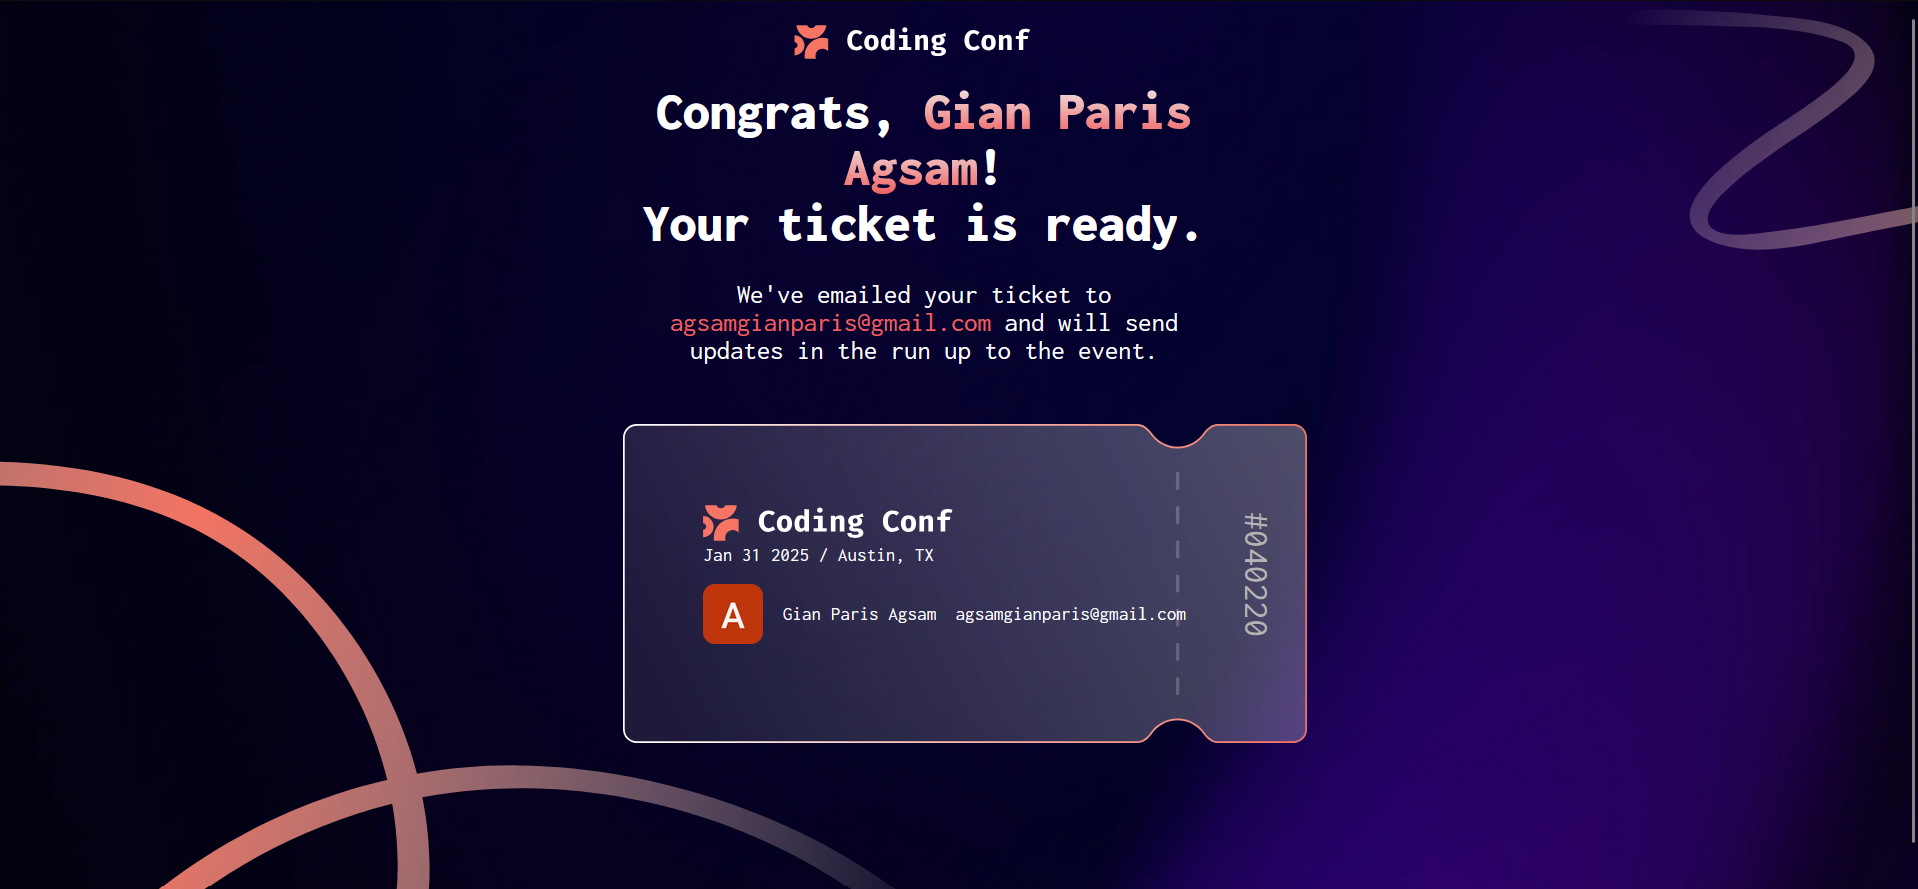 Coding Conf
Congrats, Gian Paris
Agsam!
Your ticket is ready.
We've emailed your ticket to
agsamgianparis@gmail.com and will send
updates in the run up to the event.
Coding Conf
Jan 31 2025 / Austin, TX
A
Gian Paris Agsam agsamgianparis@gmail.com
#040220